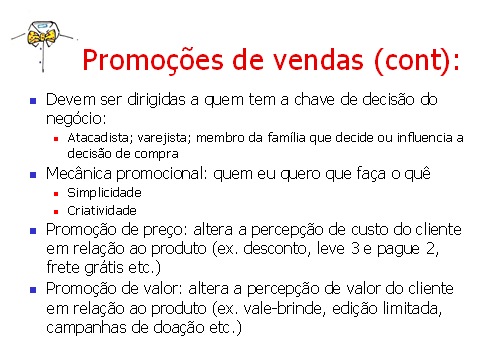 Promoções de vendas (cont):
Devem ser dirigidas a quem tem a chave de decisão do
negócio:
Atacadista; varejista; membro da família que decide ou influencia a
decisão de compra
Mecânica promocional: quem eu quero que faça o quê
Simplicidade
Criatividade
Promoção de preço: altera a percepção de custo do cliente
em relação ao produto (ex. desconto, leve 3 e pague 2,
frete grátis etc.)
Promoção de valor: altera a percepção de valor do cliente
em relação ao produto (ex. vale-brinde, edição limitada,
campanhas de doação etc.)